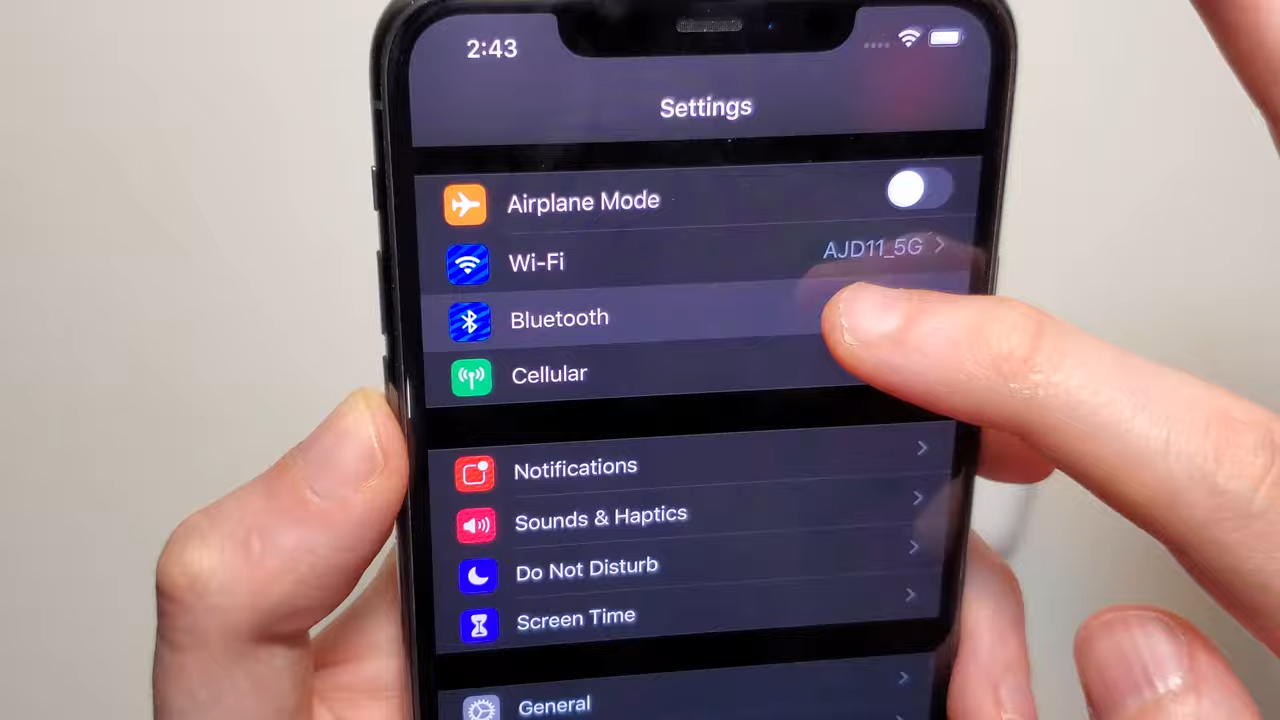 2:43
Settings
Airplane Mode
Wi-Fi AJD11_5G
Bluetooth
Cellular
Notifications
Sounds & Haptics
Do Not Disturb
Screen Time
General